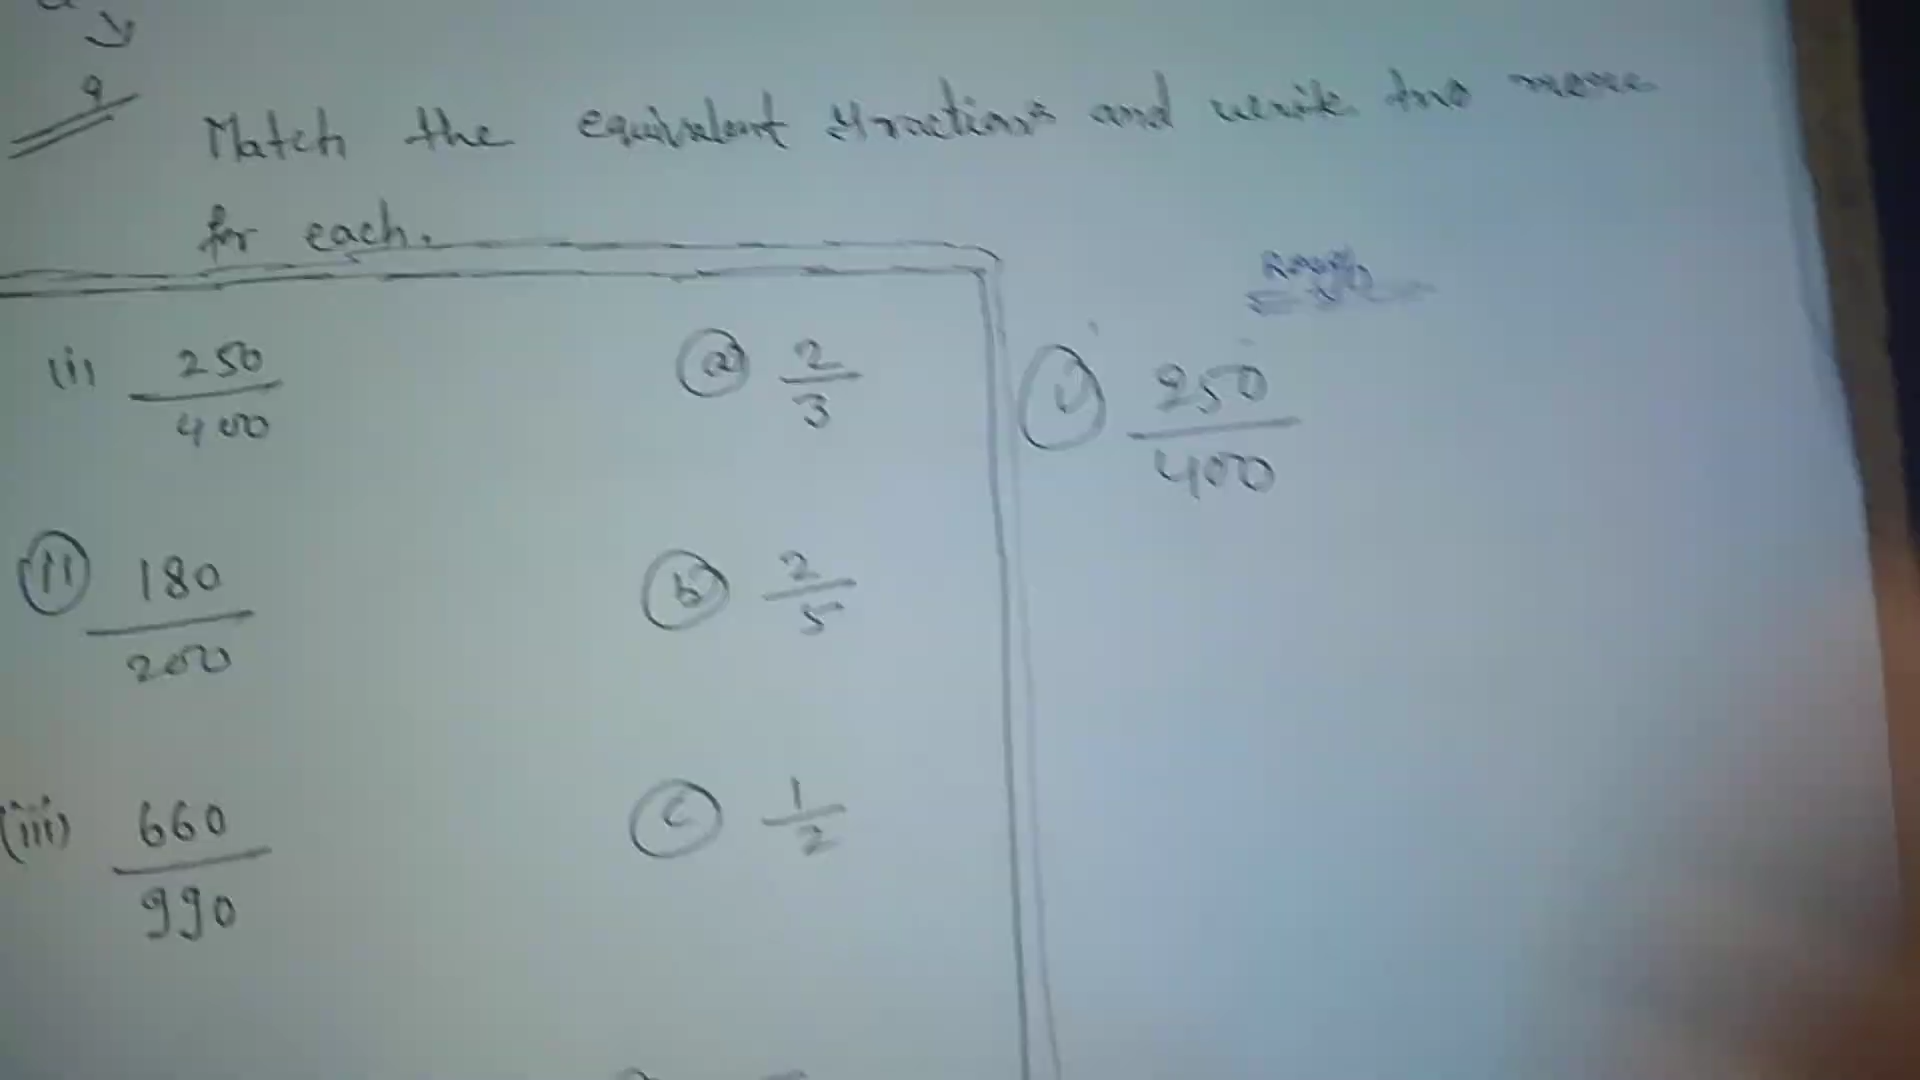 9
Match the equivalent fractions and write two more
for each.
Rough
(i) 250/400 (a) 2/3 (i) 250/400
(ii) 180/200 (b) 2/5
(iii) 660/990 (c) 1/2